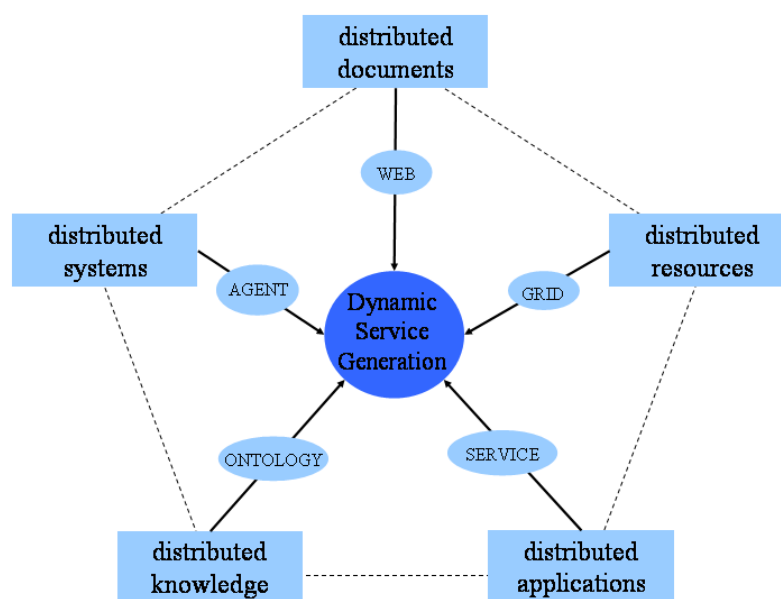 distributed
documents
WEB
distributed
systems
distributed
resources
AGENT
GRID
Dynamic
Service
Generation
ONTOLOGY
SERVICE
distributed
knowledge
distributed
applications